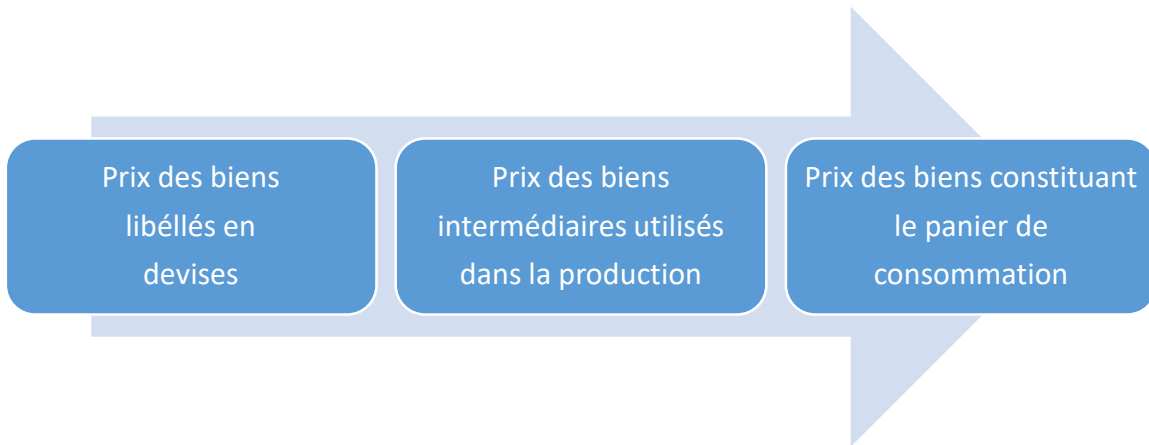 Prix des biens
libéllés en
devises
Prix des biens
intermédiaires utilisés
dans la production
Prix des biens constituant
le panier de
consommation